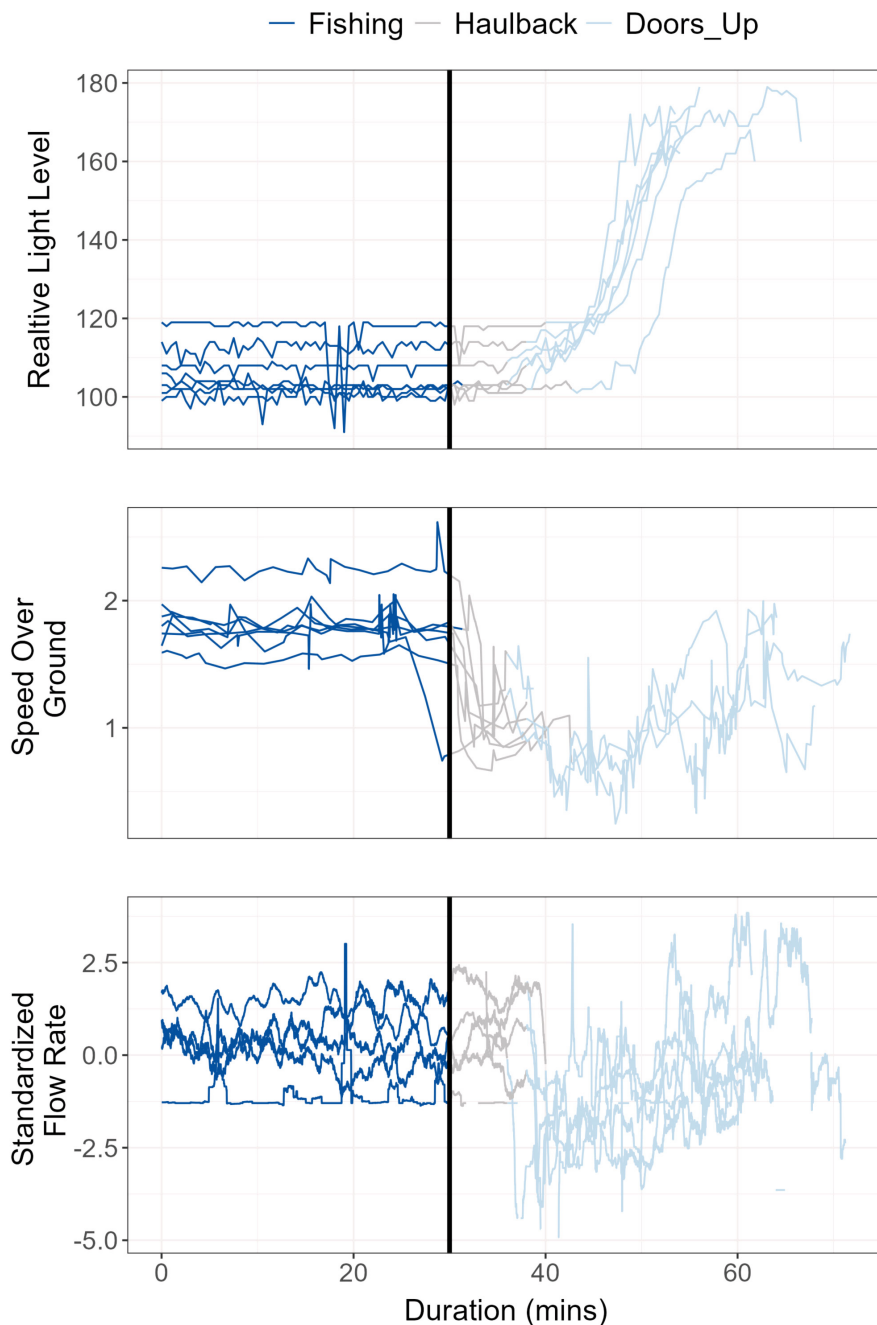 Fishing Haulback Doors_Up
Realtive Light Level
180
160
140
120
100
Speed Over
Ground
2
1
Standardized
Flow Rate
2.5
0.0
-2.5
-5.0
0 20 40 60
Duration (mins)